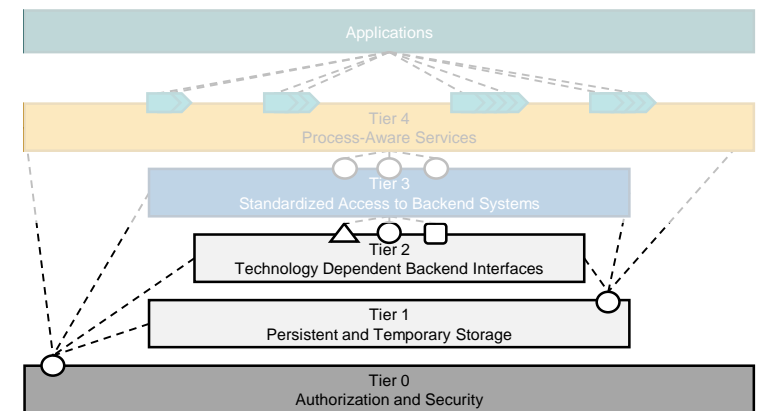 Applications
Tier 4
Process-Aware Services
Tier 3
Standardized Access to Backend Systems
Tier 2
Technology Dependent Backend Interfaces
Tier 1
Persistent and Temporary Storage
Tier 0
Authorization and Security